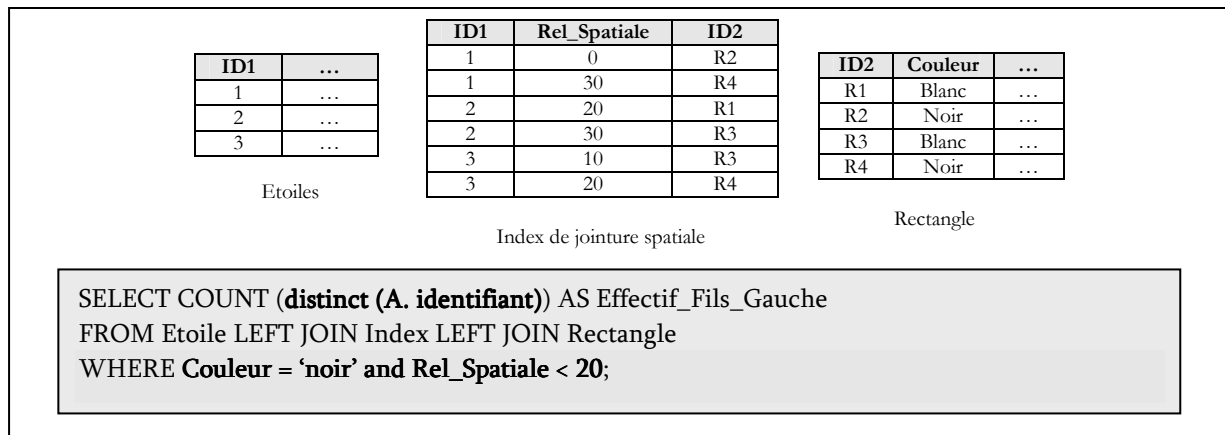 ID1 …
1 …
2 …
3 …
Etoiles
ID1 Rel_Spatiale ID2
1 0 R2
1 30 R4
2 20 R1
2 30 R3
3 10 R3
3 20 R4
Index de jointure spatiale
ID2 Couleur …
R1 Blanc …
R2 Noir …
R3 Blanc …
R4 Noir …
Rectangle
SELECT COUNT (distinct (A. identifiant)) AS Effectif_Fils_Gauche
FROM Etoile LEFT JOIN Index LEFT JOIN Rectangle
WHERE Couleur = ‘noir’ and Rel_Spatiale < 20;